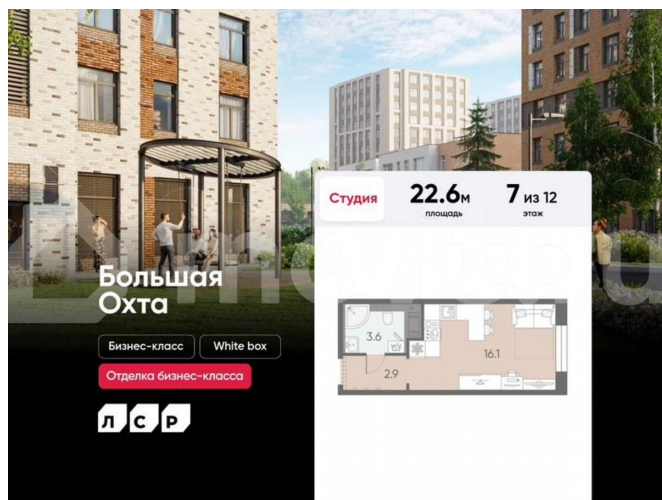 Студия
22.6м
площадь
7 из 12
этаж
Большая
Охта
Бизнес-класс
White box
Отделка бизнес-класса
ЛСР
3.6
16.1
2.9